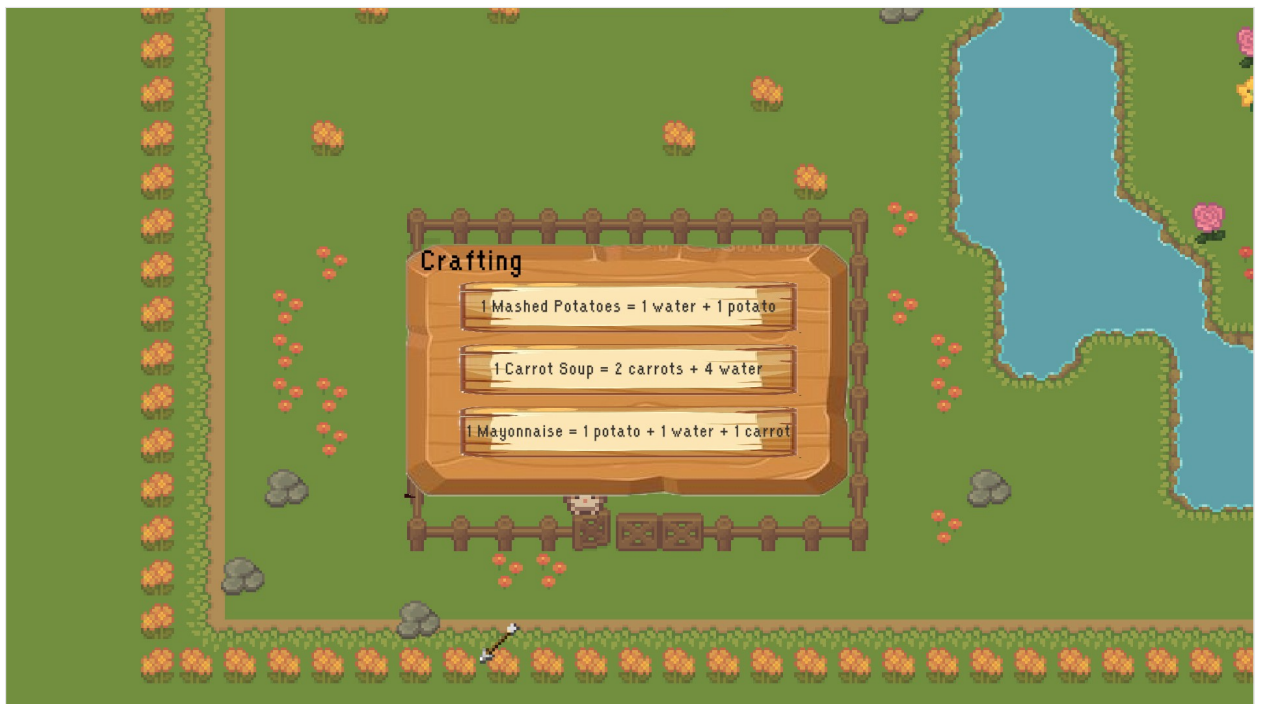 Crafting
1 Mashed Potatoes = 1 water + 1 potato
1 Carrot Soup = 2 carrots + 4 water
1 Mayonnaise = 1 potato + 1 water + 1 carrot